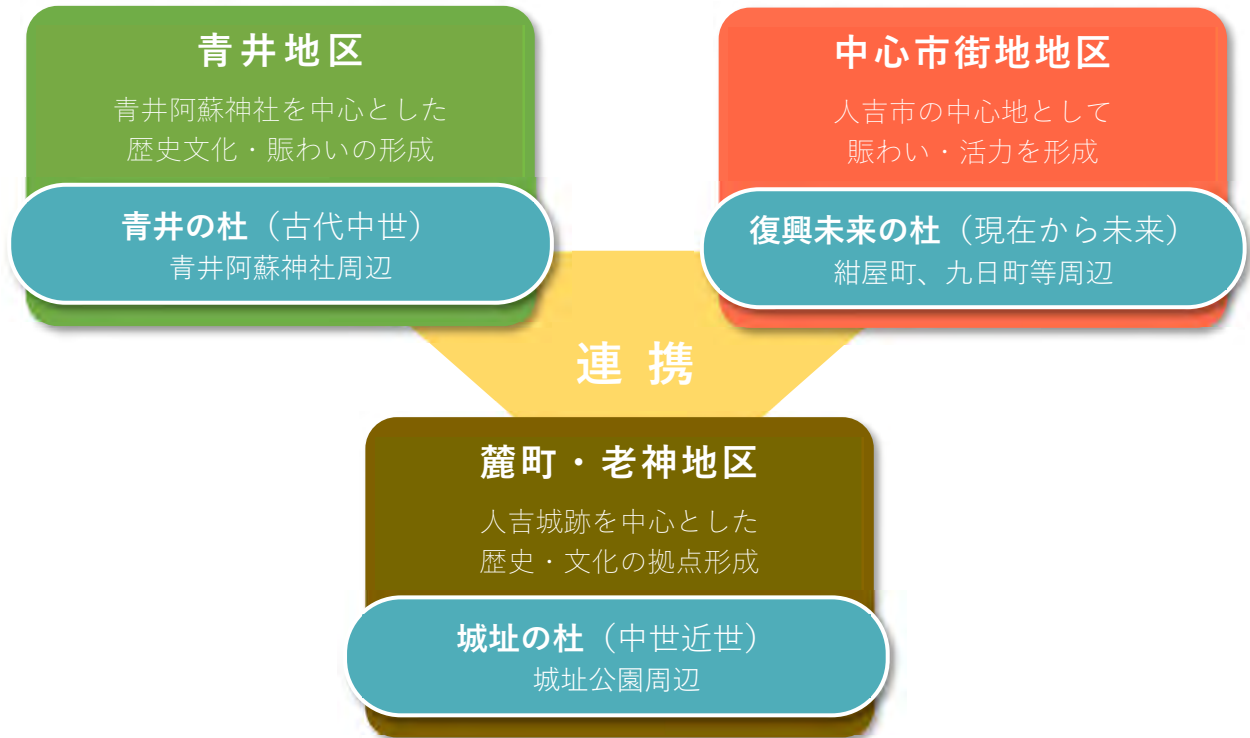 青井地区
青井阿蘇神社を中心とした
歴史文化・賑わいの形成
青井の杜（古代中世）
青井阿蘇神社周辺
中心市街地地区
人吉市の中心地として
賑わい・活力を形成
復興未来の杜（現在から未来）
紺屋町、九日町等周辺
連携
麓町・老神地区
人吉城跡を中心とした
歴史・文化の拠点形成
城址の杜（中世近世）
城址公園周辺